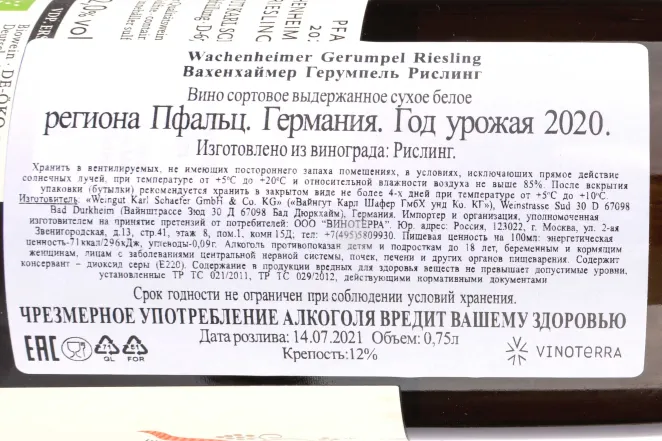 Wachenheimer Gerumpel Riesling
Вахенхаймер Герумпель Рислинг
Вино сортовое выдержанное сухое белое
региона Пфальц. Германия. Год урожая 2020.
Изготовлено из винограда: Рислинг.
Хранить в вентилируемых, не имеющих постороннего запаха помещениях, в условиях, исключающих прямое действие
солнечных лучей, при температуре от +5°С до +20°С и относительной влажности воздуха не выше 85%. После вскрытия
упаковки (бутылки) рекомендуется хранить в закрытом виде не более 4-х дней при температуре от +5°С до +10°С.
Изготовитель: «Weingut Karl Schaefer GmbH & Co. KG» («Вайнгут Карл Шафер ГмбХ унд Ко. КГ»), Weinstrasse Sud 30 D 67098
Bad Durkheim (Вайнштрассе Зюд 30 Д 67098 Бад Дюркхайм), Германия. Импортер и организация, уполномоченная
изготовителем на принятие претензий от потребителей: ООО "ВИНОТЕРРА". Юр. адрес: Россия, 123022, г. Москва, ул. 2-ая
Звенигородская, д.13, стр.41, этаж 8, пом.I, комн 15Д; тел: +7(495)5809930. Пищевая ценность на 100мл: энергетическая
ценность-71ккал/296кДж, углеводы-0,09г. Алкоголь противопоказан детям и подросткам до 18 лет, беременным и кормящим
женщинам, лицам с заболеваниями центральной нервной системы, почек, печени и других органов пищеварения. Содержит
консервант – диоксид серы (Е220). Содержание в продукции вредных для здоровья веществ не превышает допустимые уровни,
установленные ТР ТС 021/2011, ТР ТС 029/2012, действующими нормативными документами
Срок годности не ограничен при соблюдении условий хранения.
ЧРЕЗМЕРНОЕ УПОТРЕБЛЕНИЕ АЛКОГОЛЯ ВРЕДИТ ВАШЕМУ ЗДОРОВЬЮ
Дата розлива: 14.07.2021 Объем: 0,75л
Крепость:12%
EAC
71
GL
51
FOR
VINOTERRA
Biowein · DE-ÖKO